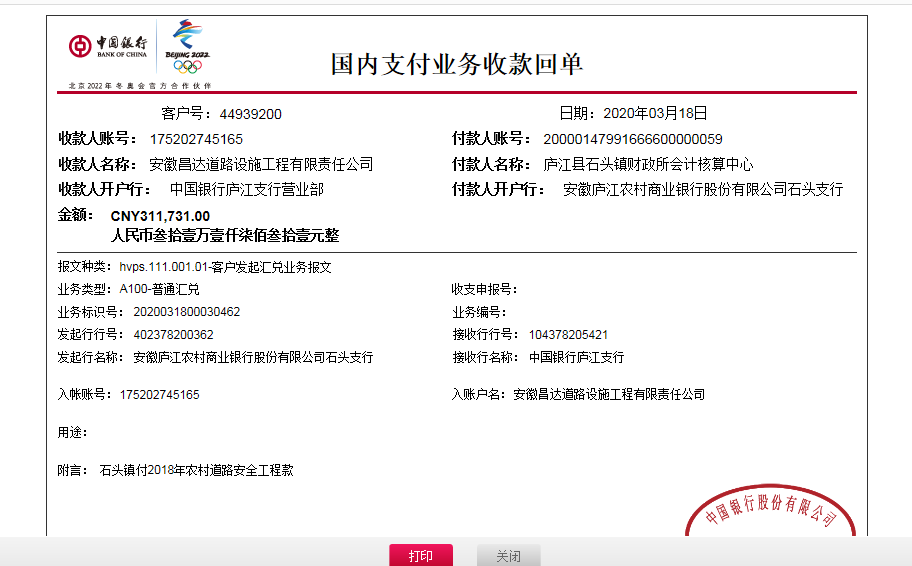 中国银行
BANK OF CHINA
BEIJING 2022
北京2022年冬奥会官方合作伙伴
国内支付业务收款回单
客户号：44939200 日期：2020年03月18日
收款人账号：175202745165 付款人账号：20000147991666600000059
收款人名称：安徽昌达道路设施工程有限责任公司 付款人名称：庐江县石头镇财政所会计核算中心
收款人开户行：中国银行庐江支行营业部 付款人开户行：安徽庐江农村商业银行股份有限公司石头支行
金额：CNY311,731.00
人民币叁拾壹万壹仟柒佰叁拾壹元整
报文种类：hvps.111.001.01-客户发起汇兑业务报文
业务类型：A100-普通汇兑 收支申报号：
业务标识号：2020031800030462 业务编号：
发起行行号：402378200362 接收行行号：104378205421
发起行名称：安徽庐江农村商业银行股份有限公司石头支行 接收行名称：中国银行庐江支行
入帐账号：175202745165 入账户名：安徽昌达道路设施工程有限责任公司
用途：
附言：石头镇付2018年农村道路安全工程款
中国银行股份有限公司
打印 关闭